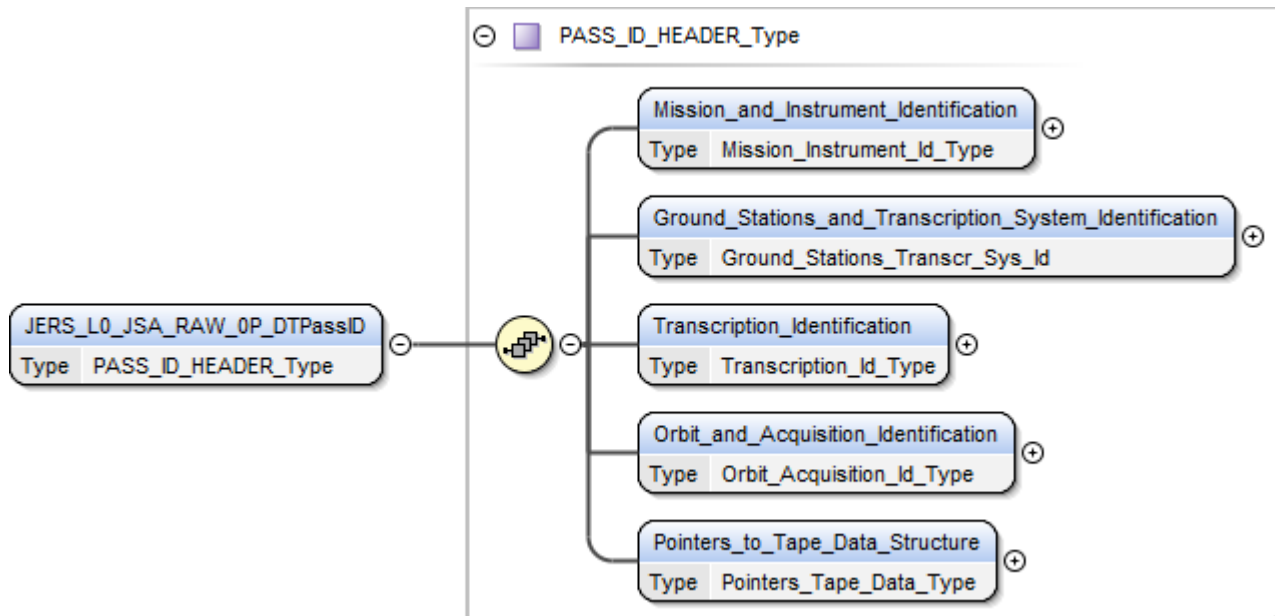 PASS_ID_HEADER_Type
Mission_and_Instrument_Identification
Type Mission_Instrument_Id_Type
Ground_Stations_and_Transcription_System_Identification
Type Ground_Stations_Transcr_Sys_Id
JERS_L0_JSA_RAW_0P_DTPassID
Type PASS_ID_HEADER_Type
Transcription_Identification
Type Transcription_Id_Type
Orbit_and_Acquisition_Identification
Type Orbit_Acquisition_Id_Type
Pointers_to_Tape_Data_Structure
Type Pointers_Tape_Data_Type